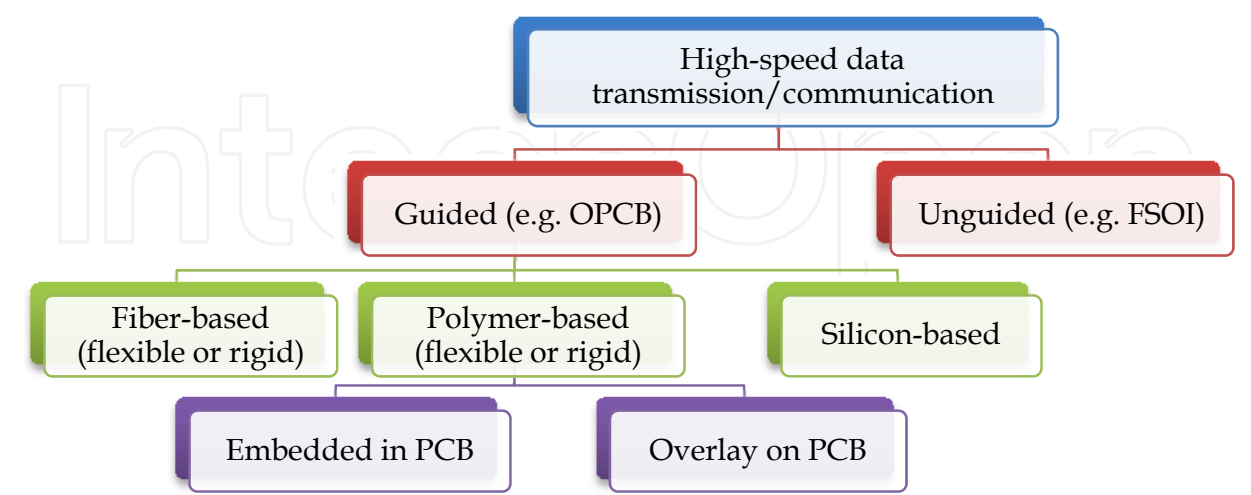 High-speed data
transmission/communication
Guided (e.g. OPCB)
Unguided (e.g. FSOI)
Fiber-based
(flexible or rigid)
Polymer-based
(flexible or rigid)
Silicon-based
Embedded in PCB
Overlay on PCB